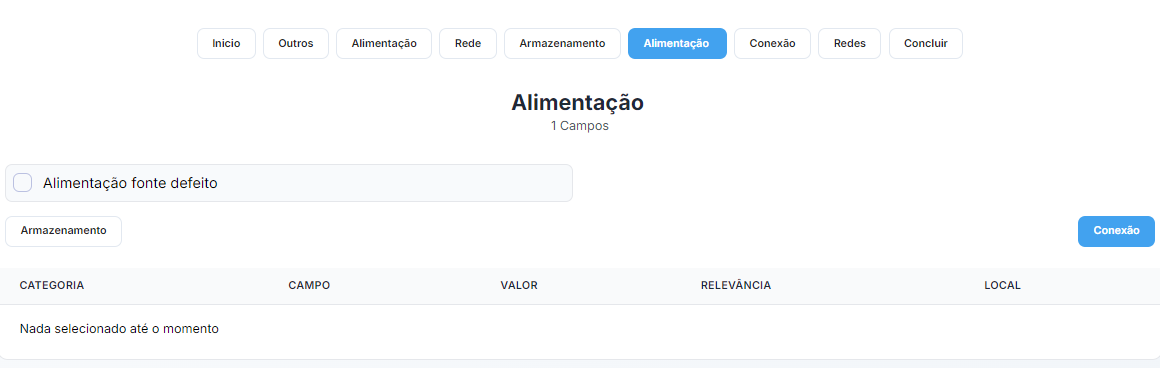 Inicio Outros Alimentação Rede Armazenamento Alimentação Conexão Redes Concluir
Alimentação
1 Campos
Alimentação fonte defeito
Armazenamento Conexão
CATEGORIA CAMPO VALOR RELEVÂNCIA LOCAL
Nada selecionado até o momento